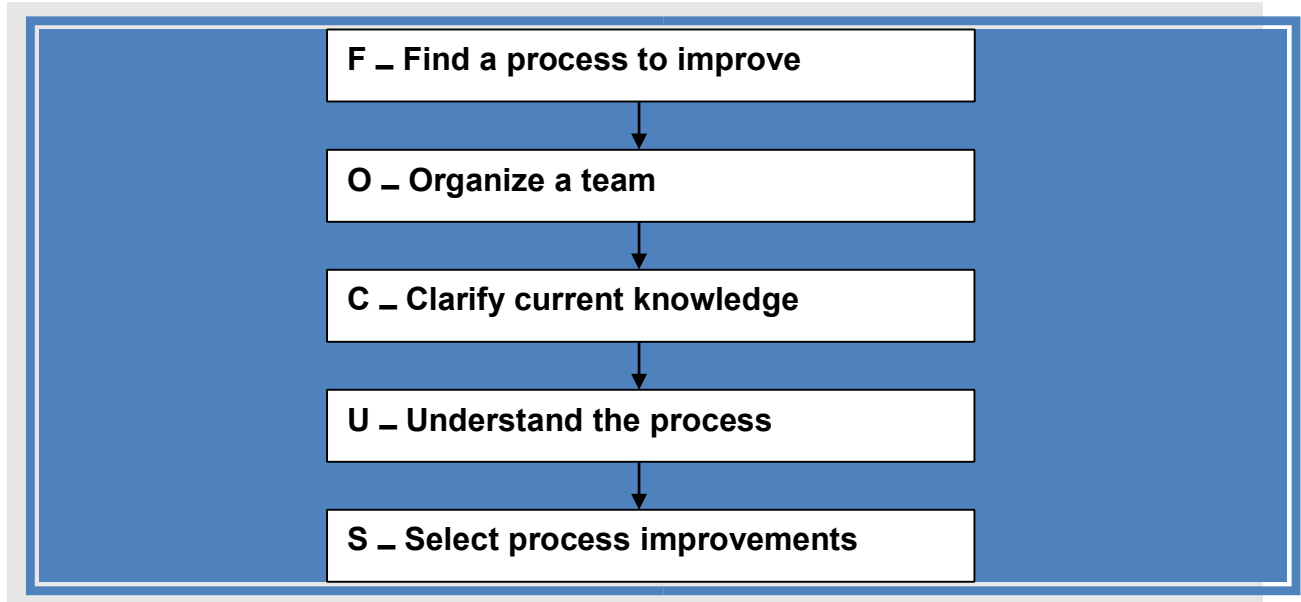 F – Find a process to improve
O – Organize a team
C – Clarify current knowledge
U – Understand the process
S – Select process improvements